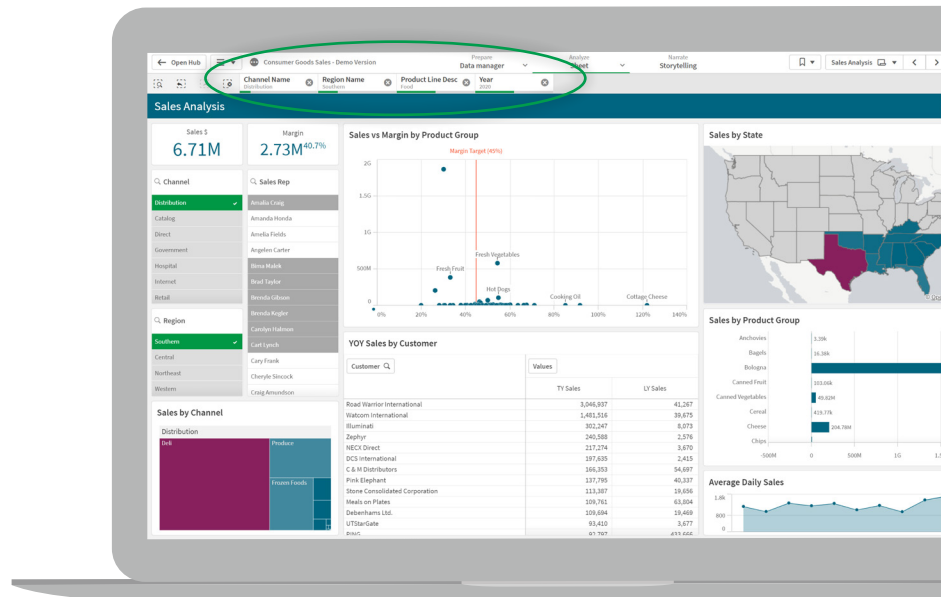 Open Hub
Consumer Goods Sales - Demo Version
Prepare
Data manager
Analyze
Sheet
Narrate
Storytelling
Sales Analysis
Channel Name
Distribution
Region Name
Southern
Product Line Desc
Food
Year
2020
Sales Analysis
Sales $
6.71M
Margin
2.73M 40.7%
Channel
Distribution
Catalog
Direct
Government
Hospital
Internet
Retail
Region
Southern
Central
Northeast
Western
Sales Rep
Amalia Craig
Amanda Honda
Amelia Fields
Angelen Carter
Bima Malek
Brad Taylor
Brenda Gibson
Brenda Kegler
Carolyn Halmon
Cart Lynch
Cary Frank
Cheryle Sincock
Craig Amundson
Sales by Channel
Distribution
Deli
Produce
Frozen Foods
Sales vs Margin by Product Group
Margin Target (45%)
2G
1.5G
1G
500M
0
Fresh Vegetables
Fresh Fruit
Hot Dogs
Cooking Oil
Cottage Cheese
0%
20%
40%
60%
80%
100%
120%
140%
YOY Sales by Customer
Customer
Values
TY Sales
LY Sales
Road Warrior International 3,046,937 41,267
Watcom International 1,481,516 39,675
Illuminati 302,247 8,073
Zephyr 240,588 2,576
NECX Direct 217,274 3,670
DCS International 197,635 2,415
C & M Distributors 166,353 54,697
Pink Elephant 137,795 40,337
Stone Consolidated Corporation 113,387 19,656
Meals on Plates 109,761 63,804
Debenhams Ltd. 109,694 19,469
UTStarGate 93,410 3,677
PING 92,797 433,666
Sales by State
Sales by Product Group
Anchovies 3.39k
Bagels 16.36k
Bologna
Canned Fruit 103.66k
Canned Vegetables 49.82M
Cereal 419.77k
Cheese 204.78M
Chips
-500M
0
500M
1G
Average Daily Sales
1.8k
800
0